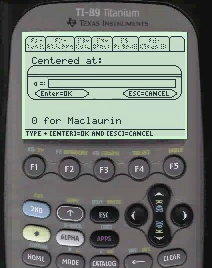 TI-89 Titanium
TEXAS INSTRUMENTS
Centered at:
a =:
Enter=OK ESC=CANCEL
0 for Maclaurin
TYPE + [ENTER]=OK AND [ESC]=CANCEL
F1 F2 F3 F4 F5
2ND ESC
ALPHA APPS
HOME MODE CATALOG CLEAR